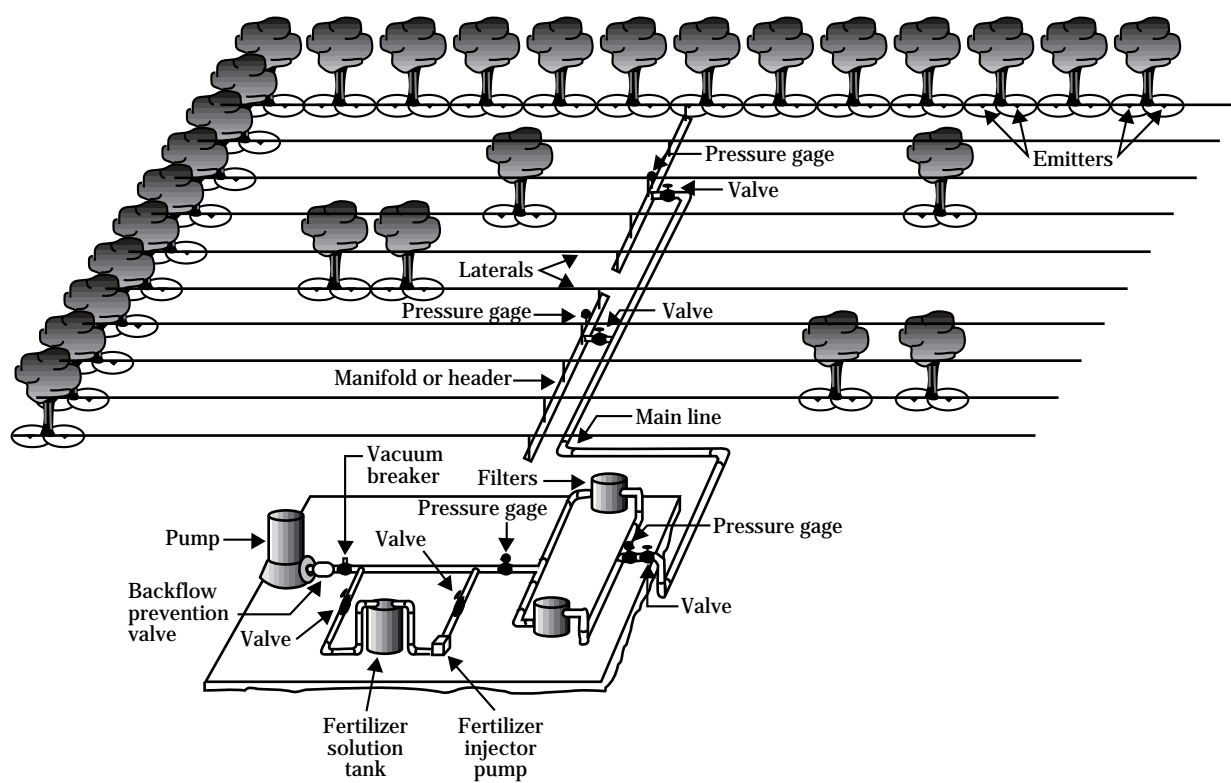 Pressure gage
Emitters
Valve
Laterals
Pressure gage
Valve
Manifold or header
Main line
Vacuum
breaker
Filters
Pressure gage
Pressure gage
Pump
Valve
Backflow
prevention
valve
Valve
Valve
Fertilizer
solution
tank
Fertilizer
injector
pump